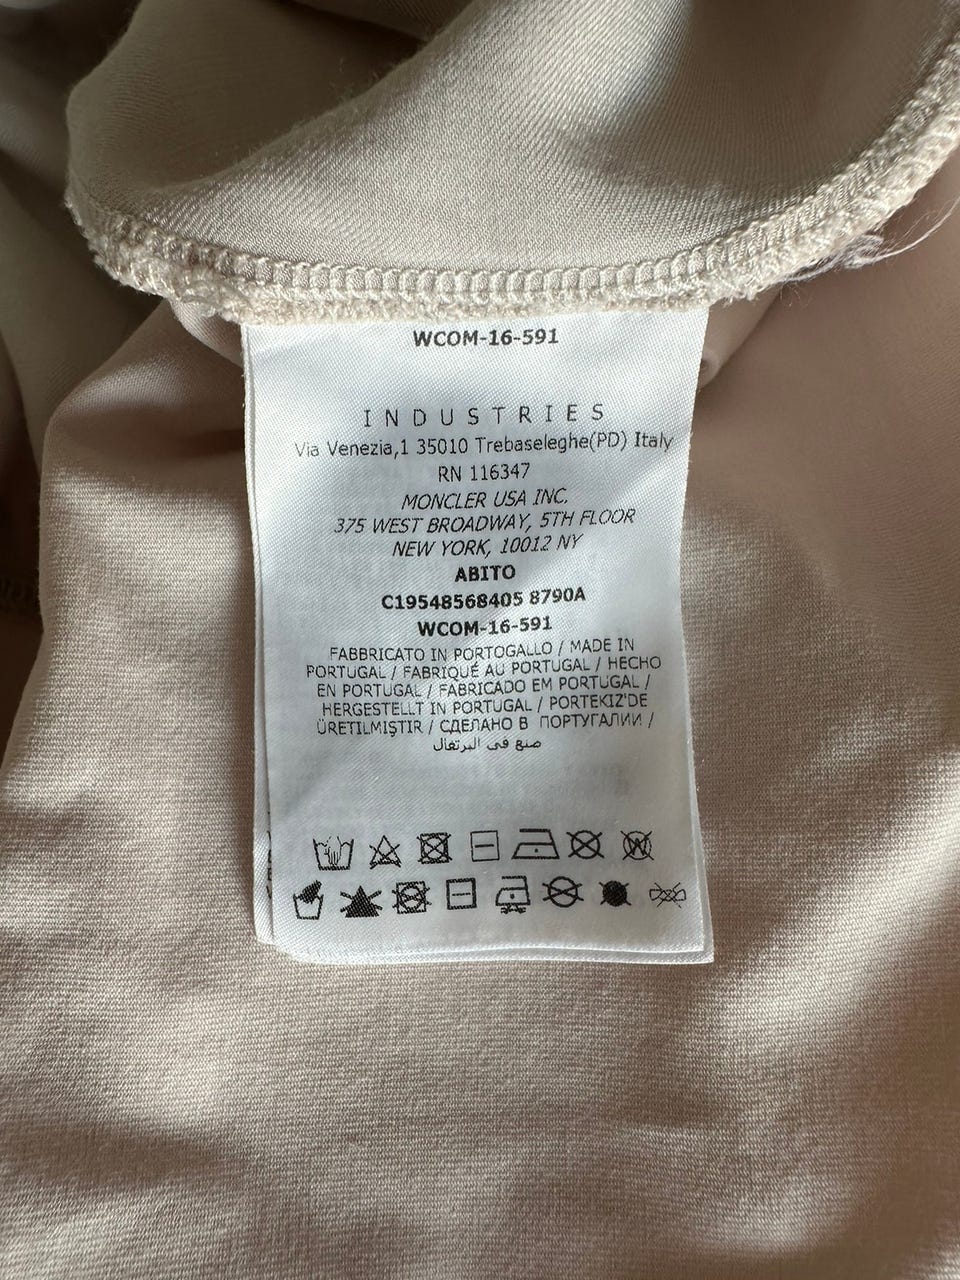 WCOM-16-591
INDUSTRIES
Via Venezia,1 35010 Trebaseleghe(PD) Italy
RN 116347
MONCLER USA INC.
375 WEST BROADWAY, 5TH FLOOR
NEW YORK, 10012 NY
ABITO
C19548568405 8790A
WCOM-16-591
FABBRICATO IN PORTOGALLO / MADE IN
PORTUGAL / FABRIQUÉ AU PORTUGAL / HECHO
EN PORTUGAL / FABRICADO EM PORTUGAL /
HERGESTELLT IN PORTUGAL / PORTEKIZ'DE
ÜRETILMIŞTIR / СДЕЛАНО В ПОРТУГАЛИИ /
صنع في البرتغال